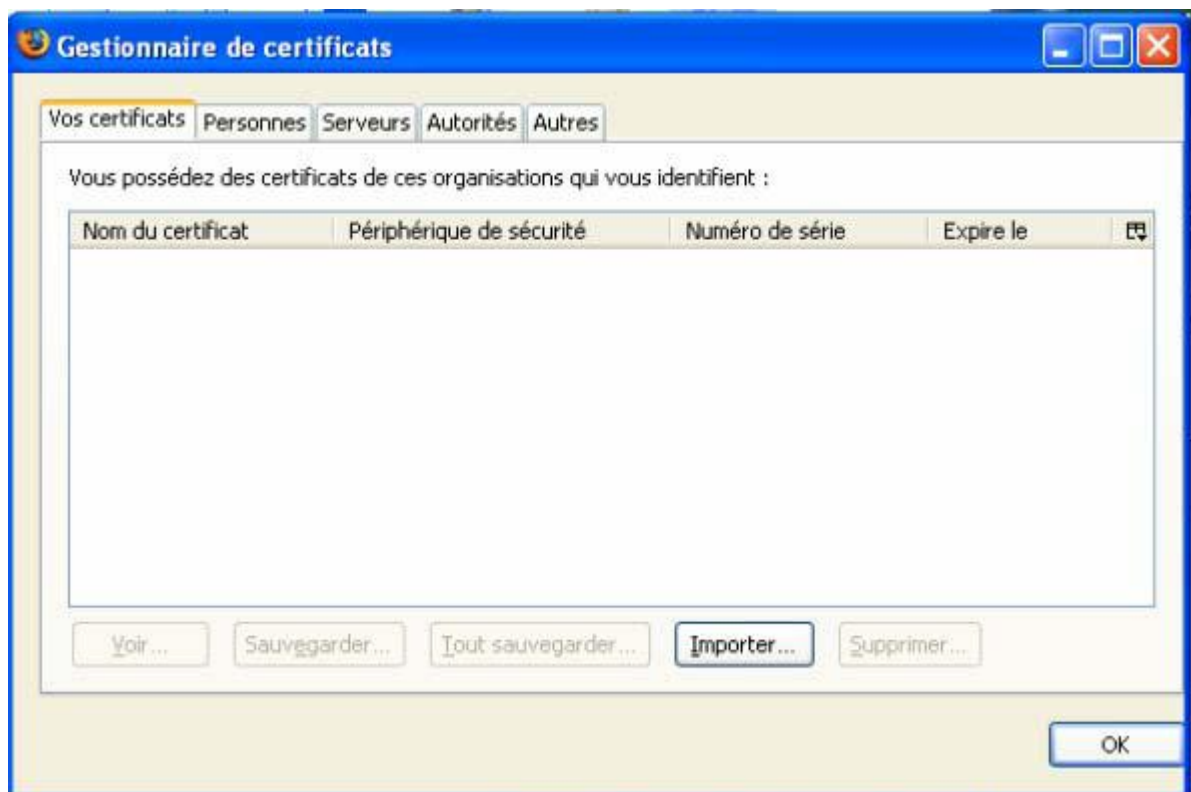 Gestionnaire de certificats
Vos certificats Personnes Serveurs Autorités Autres
Vous possédez des certificats de ces organisations qui vous identifient :
Nom du certificat Périphérique de sécurité Numéro de série Expire le
Voir... Sauvegarder... Tout sauvegarder... Importer... Supprimer...
OK